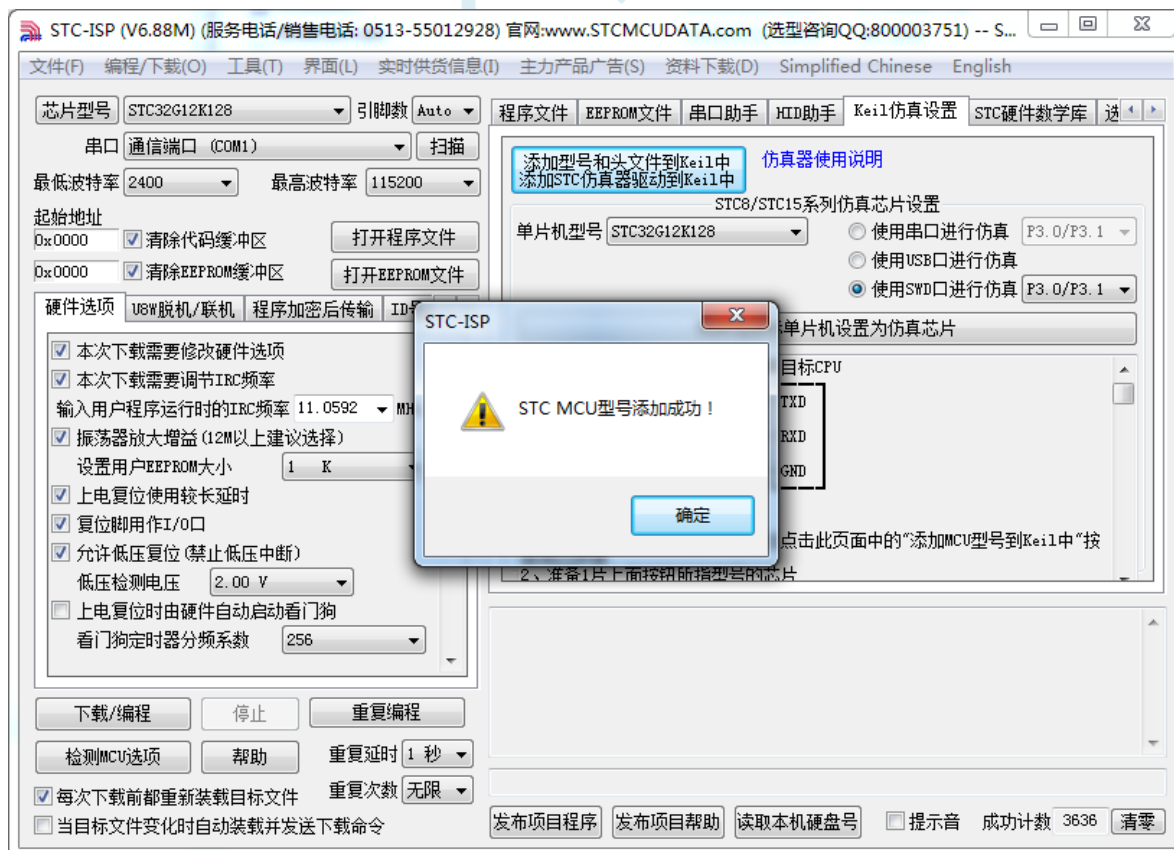 STC-ISP (V6.88M) (服务电话/销售电话: 0513-55012928) 官网:www.STCMCUDATA.com (选型咨询QQ:800003751) -- S...
文件(F) 编程/下载(O) 工具(T) 界面(L) 实时供货信息(I) 主力产品广告(S) 资料下载(D) Simplified Chinese English
芯片型号 STC32G12K128 引脚数 Auto
串口 通信端口 (COM1) 扫描
最低波特率 2400 最高波特率 115200
起始地址
0x0000 清除代码缓冲区 打开程序文件
0x0000 清除EEPROM缓冲区 打开EEPROM文件
硬件选项 U8W脱机/联机 程序加密后传输
本次下载需要修改硬件选项
本次下载需要调节IRC频率
输入用户程序运行时的IRC频率 11.0592
振荡器放大增益(12M以上建议选择)
设置用户EEPROM大小 1 K
上电复位使用较长延时
复位脚用作I/O口
允许低压复位(禁止低压中断)
低压检测电压 2.00 V
上电复位时由硬件自动启动看门狗
看门狗定时器分频系数 256
下载/编程 停止 重复编程
检测MCU选项 帮助 重复延时 1 秒
每次下载前都重新装载目标文件 重复次数 无限
当目标文件变化时自动装载并发送下载命令
程序文件 EEPROM文件 串口助手 HID助手 Keil仿真设置 STC硬件数学库 选
添加型号和头文件到Keil中 仿真器使用说明
添加STC仿真器驱动到Keil中
STC8/STC15系列仿真芯片设置
单片机型号 STC32G12K128 使用串口进行仿真 P3.0/P3.1
使用USB口进行仿真
使用SWD口进行仿真 P3.0/P3.1
单片机设置为仿真芯片
目标CPU
TXD
RXD
GND
点击此页面中的"添加MCU型号到Keil中"按
2、准备1片上面按钮所指型号的芯片
STC-ISP
STC MCU型号添加成功！
确定
发布项目程序 发布项目帮助 读取本机硬盘号 提示音 成功计数 3636 清零